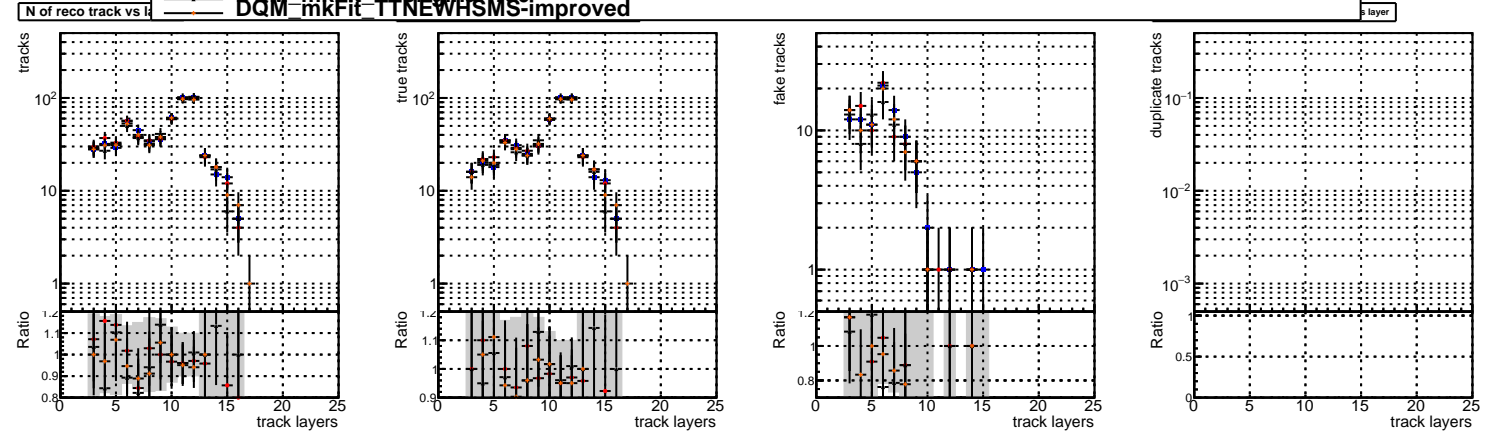 N of reco track vs la
DQM_mkFit_TTNEWHSMS-improved
s layer
tracks
10²
10
1
Ratio
1.2
1.1
1
0.9
0.8
0 5 10 15 20 25
track layers
true tracks
10²
10
1
Ratio
1.2
1.1
1
0.9
0 5 10 15 20 25
track layers
fake tracks
10
1
Ratio
1.2
1
0.8
0 5 10 15 20 25
track layers
duplicate tracks
10⁻¹
10⁻²
10⁻³
Ratio
1
0.5
0
0 5 10 15 20 25
track layers